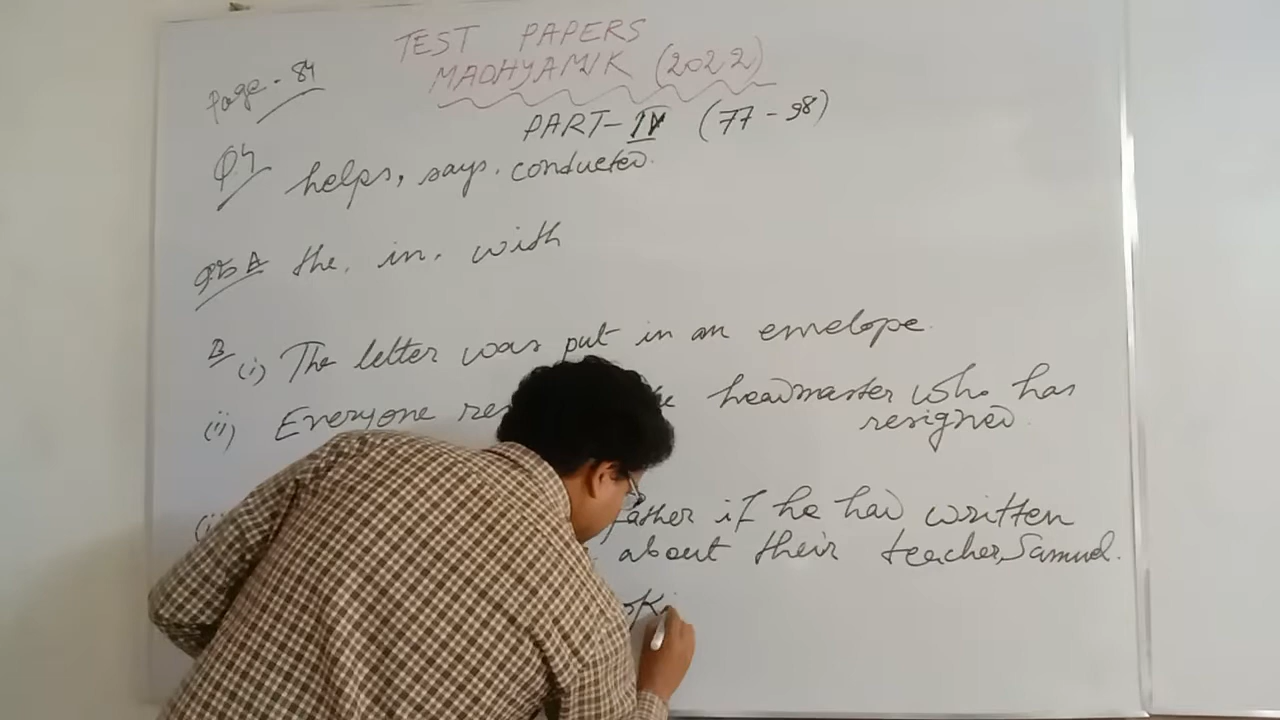 TEST PAPERS
MADHYAMIK (2022)
Page - 84
PART-IV (77-98)
Q4 helps, says, conducted.
Q5 A the, in, with
B (i) The letter was put in an envelope.
(ii) Everyone headmaster who has
resigned.
father if he had written
about their teacher, Samuel.